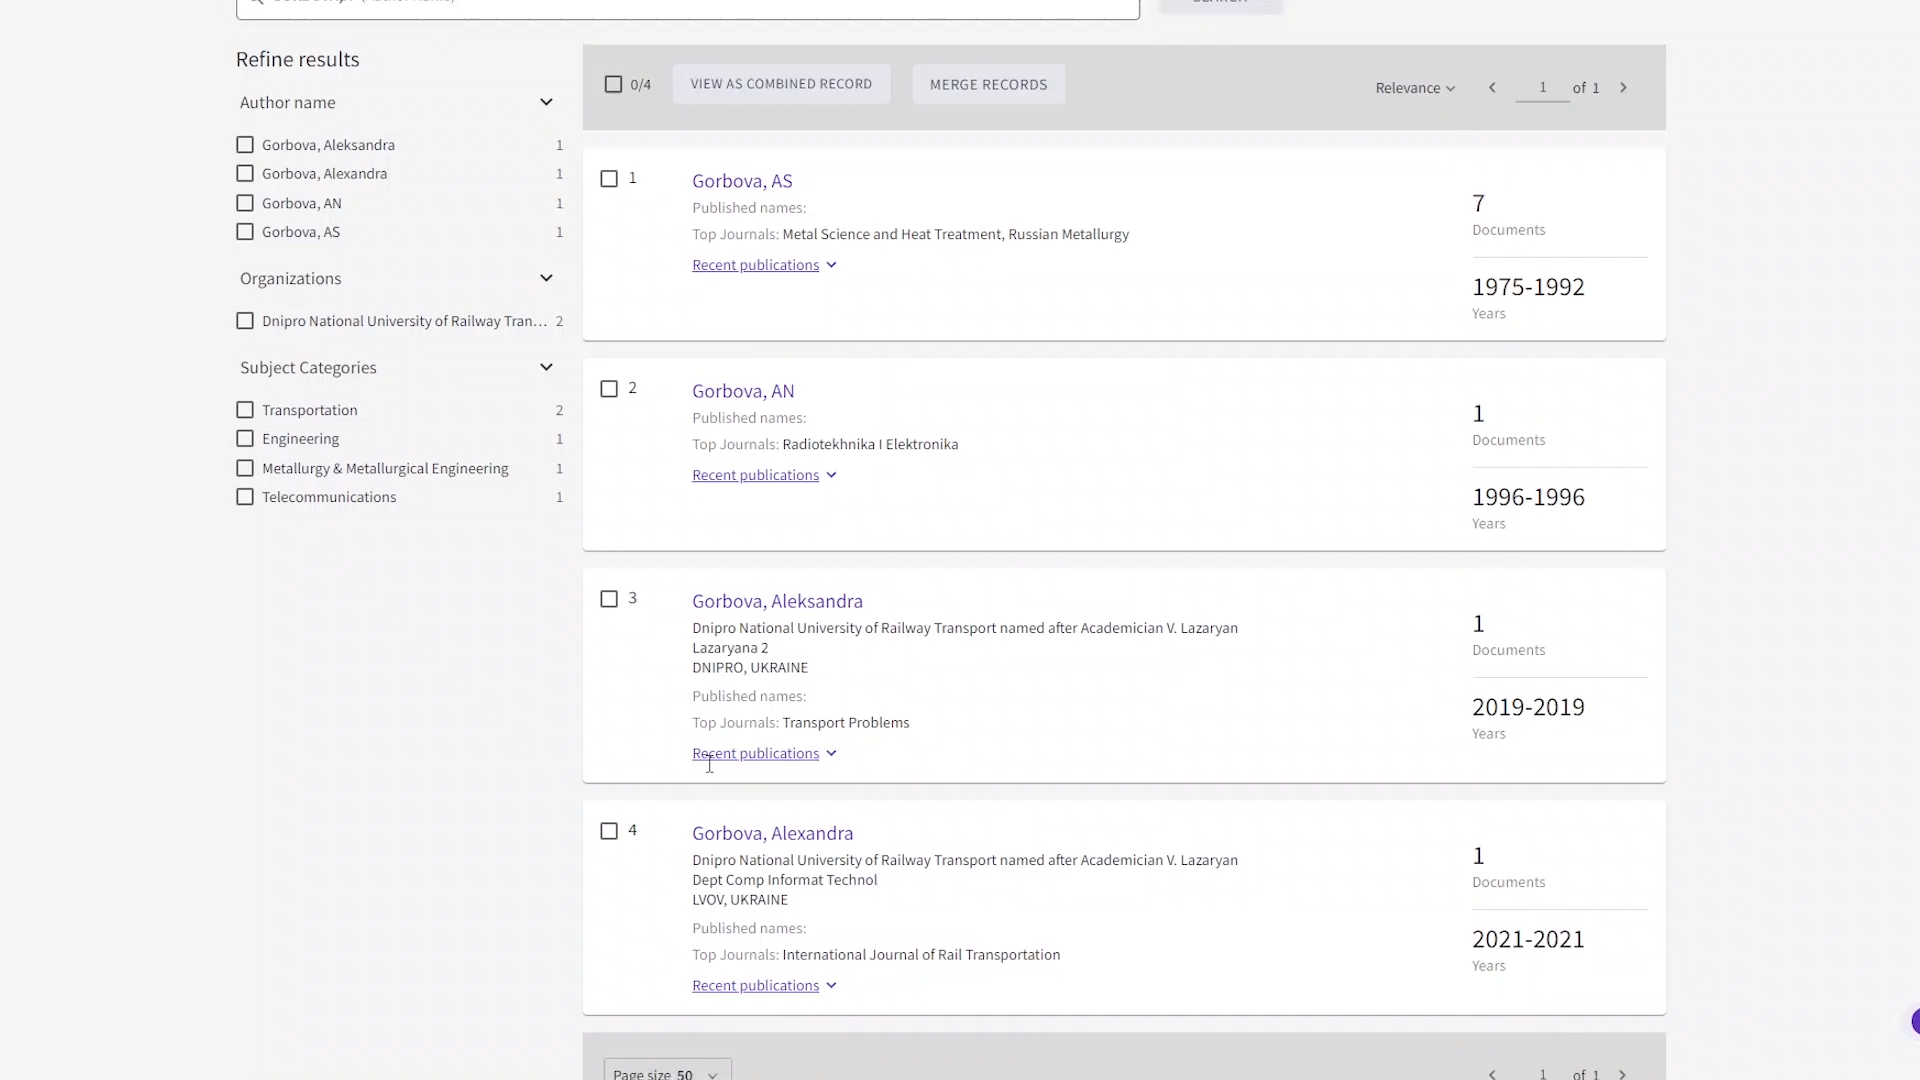 Refine results
Author name
Gorbova, Aleksandra 1
Gorbova, Alexandra 1
Gorbova, AN 1
Gorbova, AS 1
Organizations
Dnipro National University of Railway Tran... 2
Subject Categories
Transportation 2
Engineering 1
Metallurgy & Metallurgical Engineering 1
Telecommunications 1
0/4 VIEW AS COMBINED RECORD MERGE RECORDS Relevance 1 of 1
1 Gorbova, AS
Published names:
Top Journals: Metal Science and Heat Treatment, Russian Metallurgy
Recent publications
7
Documents
1975-1992
Years
2 Gorbova, AN
Published names:
Top Journals: Radiotekhnika I Elektronika
Recent publications
1
Documents
1996-1996
Years
3 Gorbova, Aleksandra
Dnipro National University of Railway Transport named after Academician V. Lazaryan
Lazaryana 2
DNIPRO, UKRAINE
Published names:
Top Journals: Transport Problems
Recent publications
1
Documents
2019-2019
Years
4 Gorbova, Alexandra
Dnipro National University of Railway Transport named after Academician V. Lazaryan
Dept Comp Informat Technol
LVOV, UKRAINE
Published names:
Top Journals: International Journal of Rail Transportation
Recent publications
1
Documents
2021-2021
Years
Page size 50 1 of 1